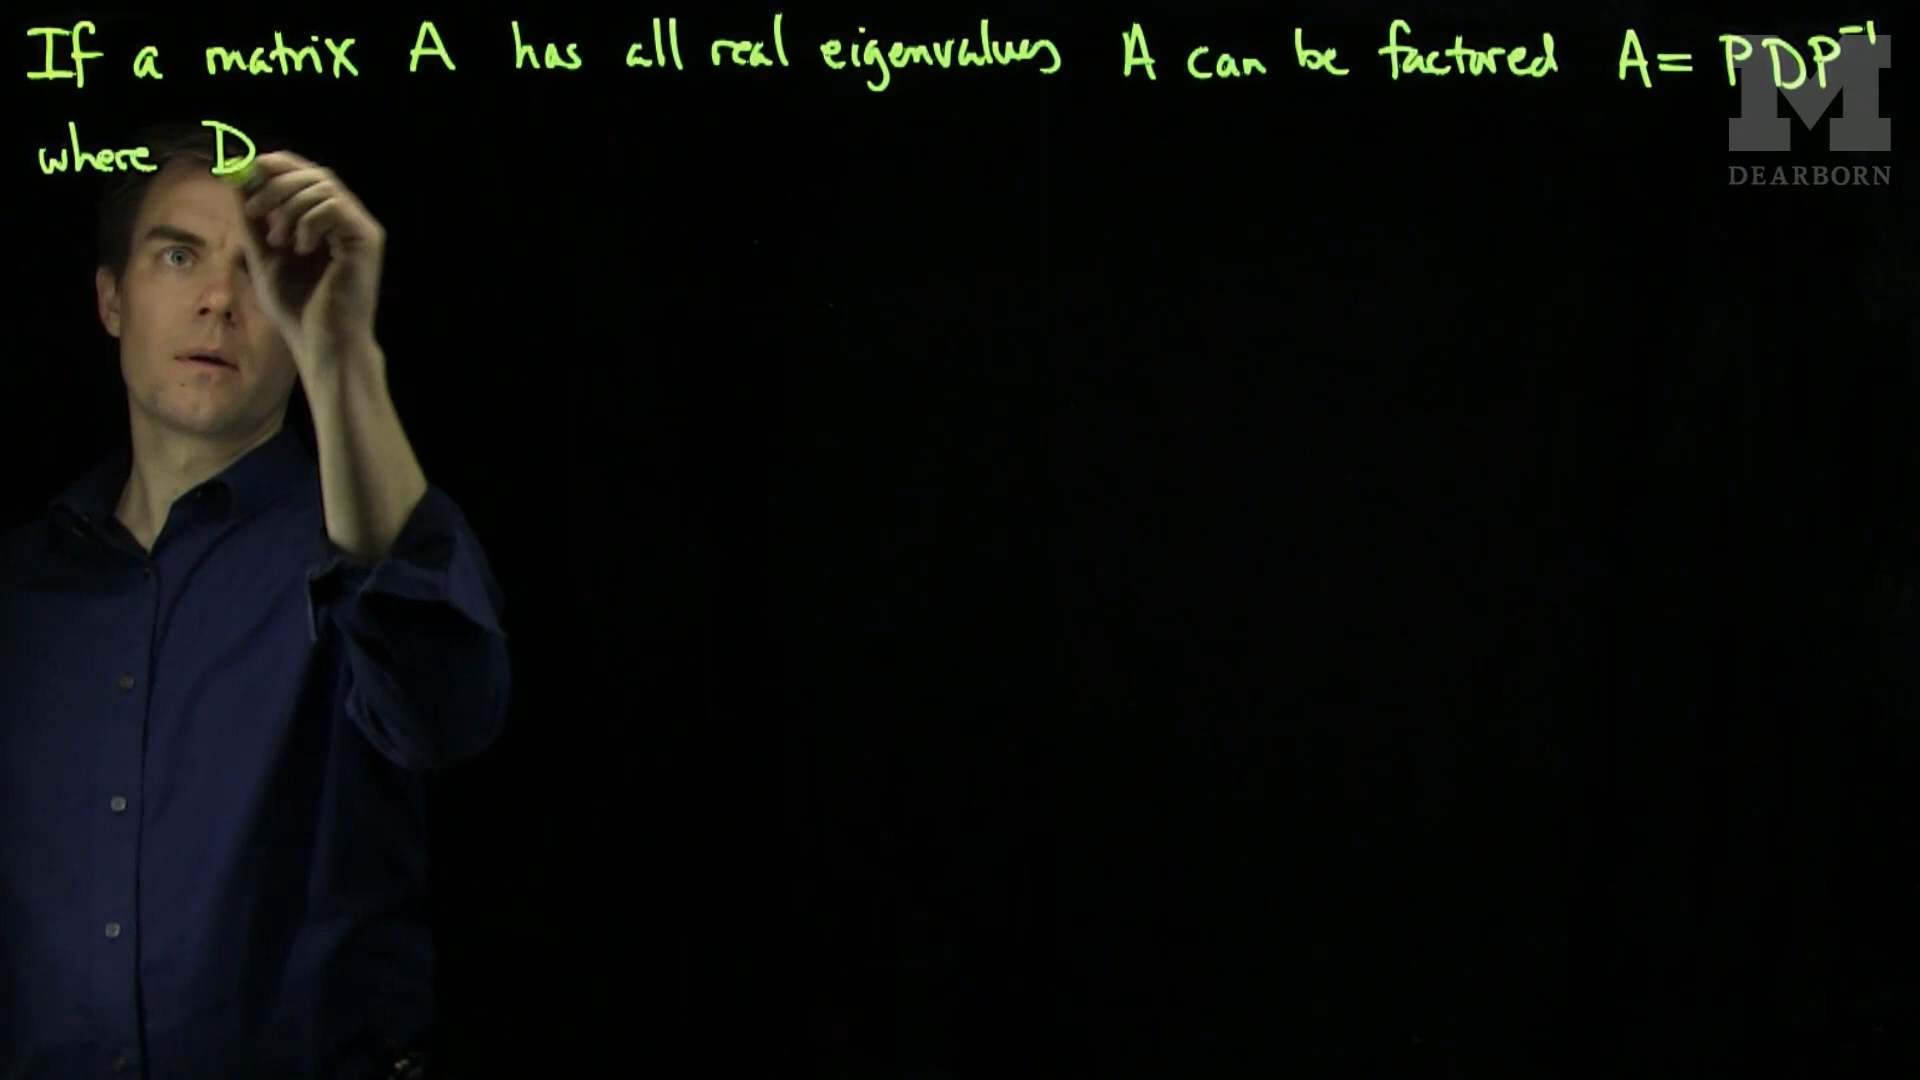 If a matrix A has all real eigenvalues A can be factored A = PDP⁻¹
where D
M
DEARBORN